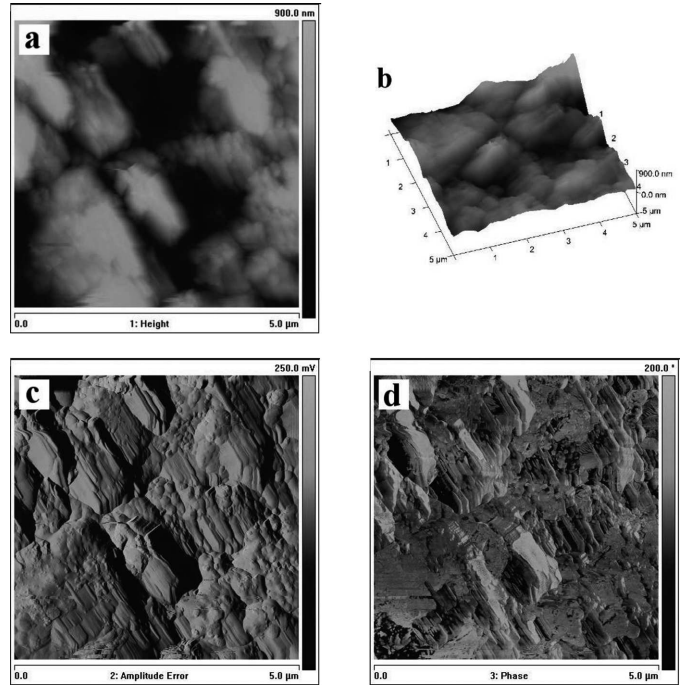 900.0 nm
a
0.0 1: Height 5.0 µm
b
1
2
3
4
5 µm
1
2
3
4
5 µm
1
2
3
4
900.0 nm
0.0 nm
-5 µm
250.0 mV
c
0.0 2: Amplitude Error 5.0 µm
200.0 °
d
0.0 3: Phase 5.0 µm